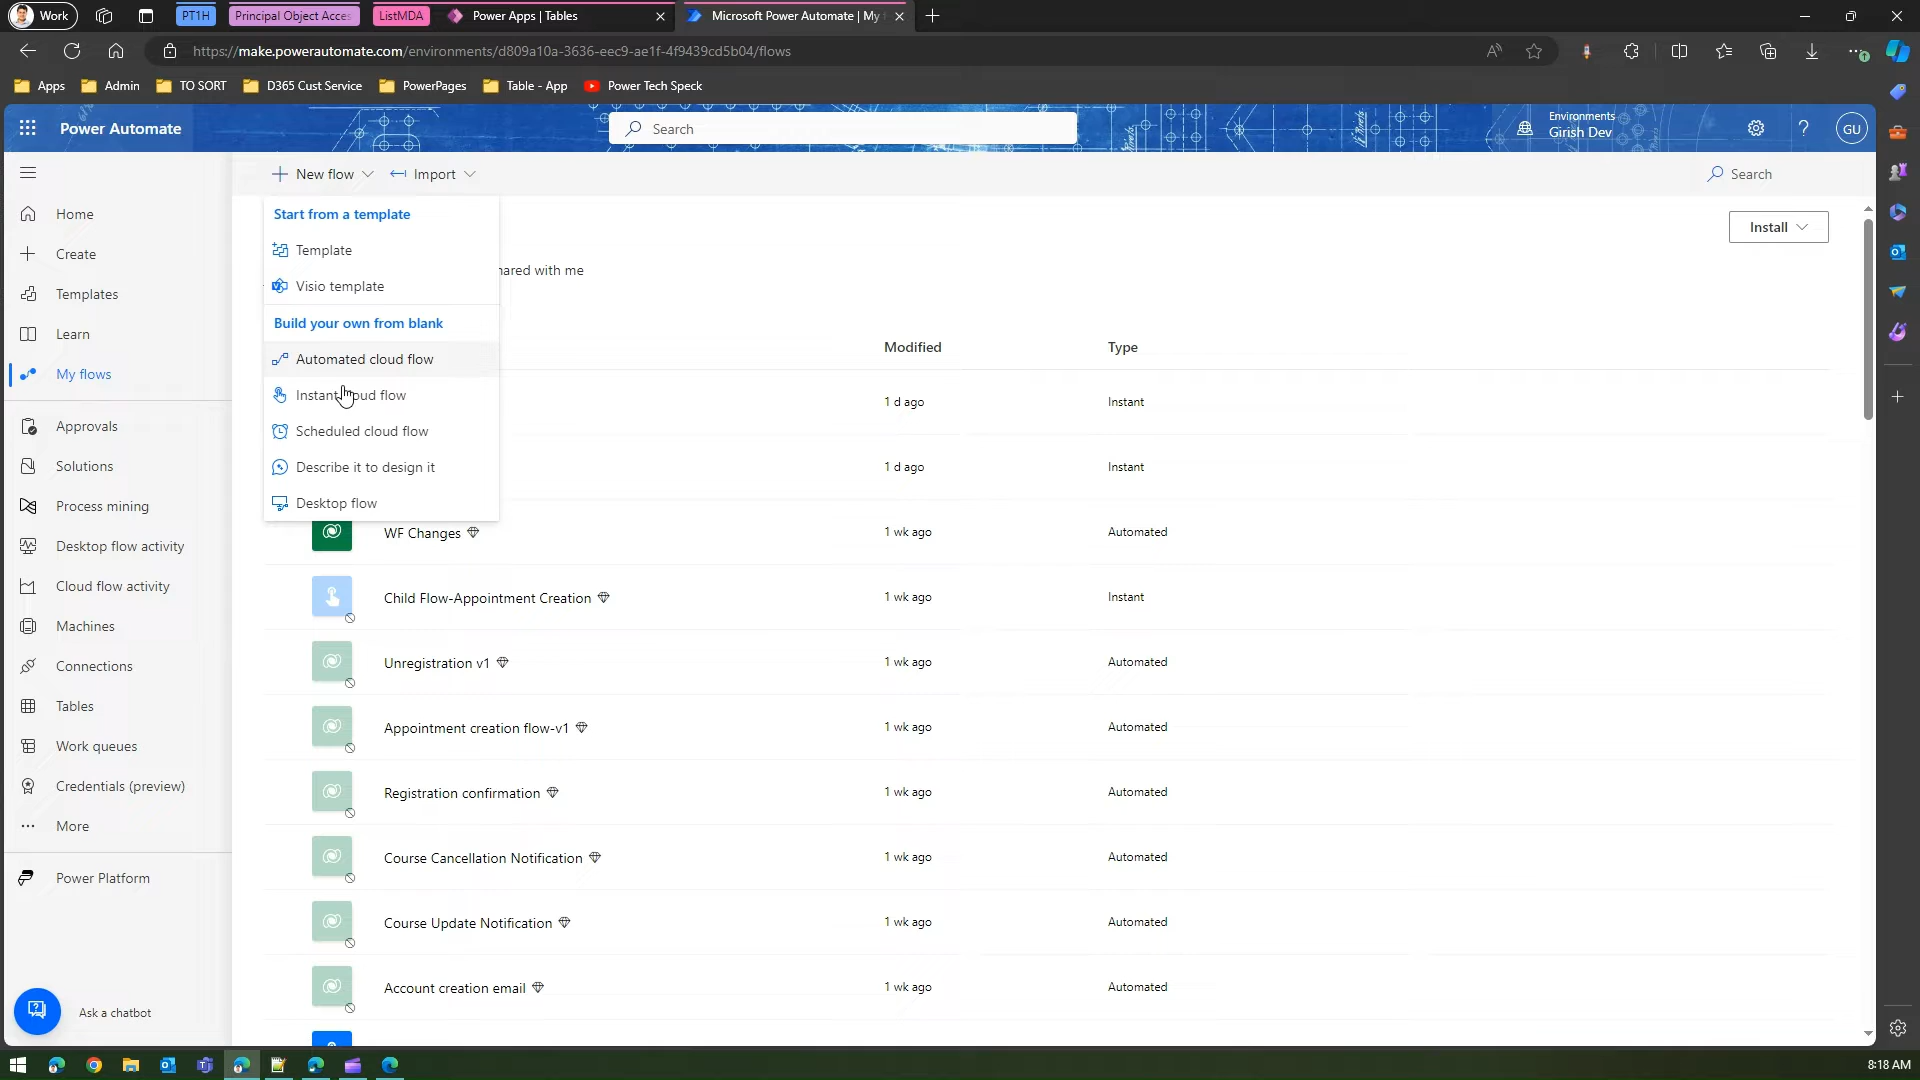 Work
PT1H
Principal Object Acces
ListMDA
Power Apps | Tables
Microsoft Power Automate | My
https://make.powerautomate.com/environments/d809a10a-3636-eec9-ae1f-4f9439cd5b04/flows
Apps
Admin
TO SORT
D365 Cust Service
PowerPages
Table - App
Power Tech Speck
Power Automate
Search
Environments
Girish Dev
GU
New flow
Import
Search
Home
Create
Templates
Learn
My flows
Approvals
Solutions
Process mining
Desktop flow activity
Cloud flow activity
Machines
Connections
Tables
Work queues
Credentials (preview)
More
Power Platform
Ask a chatbot
Start from a template
Template
Visio template
Build your own from blank
Automated cloud flow
Instant cloud flow
Scheduled cloud flow
Describe it to design it
Desktop flow
Install
with me
Modified
Type
1 d ago
Instant
1 d ago
Instant
WF Changes
1 wk ago
Automated
Child Flow-Appointment Creation
1 wk ago
Instant
Unregistration v1
1 wk ago
Automated
Appointment creation flow-v1
1 wk ago
Automated
Registration confirmation
1 wk ago
Automated
Course Cancellation Notification
1 wk ago
Automated
Course Update Notification
1 wk ago
Automated
Account creation email
1 wk ago
Automated
8:18 AM